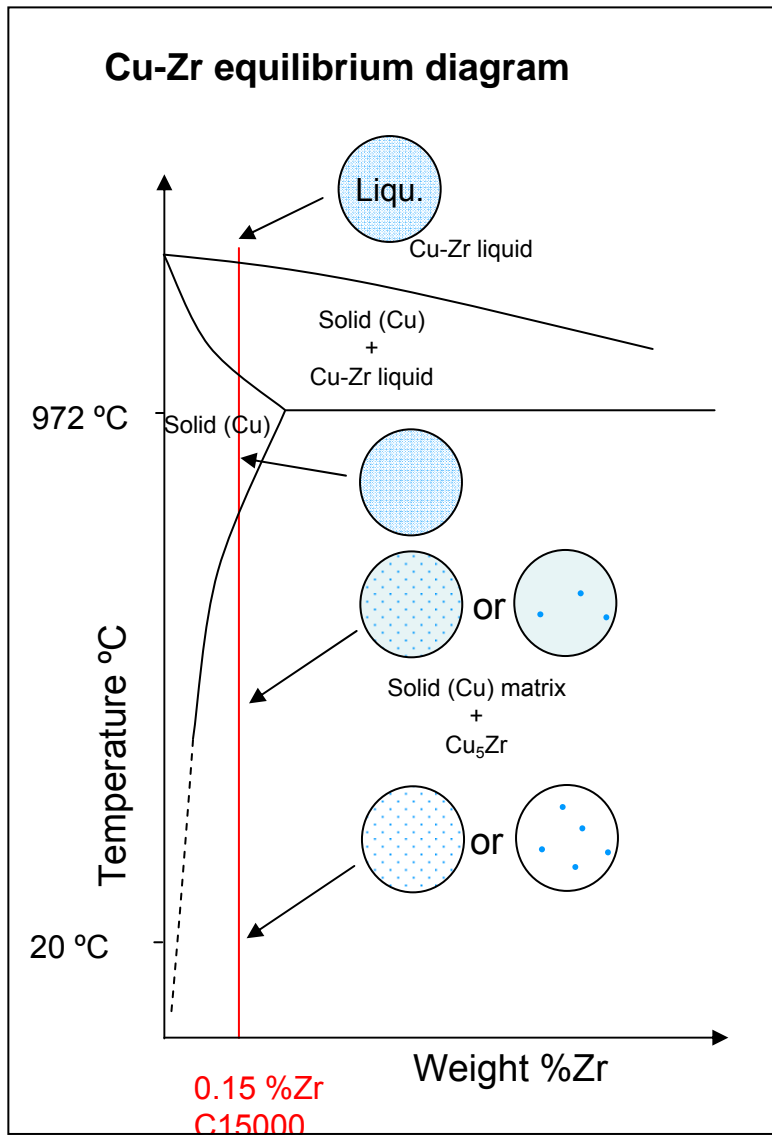 Cu-Zr equilibrium diagram
Liqu.
Cu-Zr liquid
Solid (Cu)
+
Cu-Zr liquid
972 ºC
Solid (Cu)
or
Solid (Cu) matrix
+
Cu₅Zr
or
Temperature ºC
20 ºC
Weight %Zr
0.15 %Zr
C15000